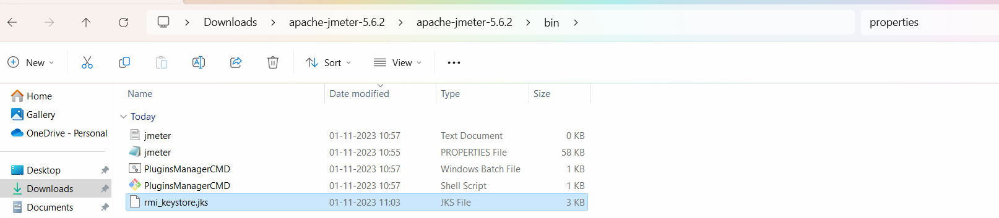 Downloads > apache-jmeter-5.6.2 > apache-jmeter-5.6.2 > bin > properties
New Sort View
Name Date modified Type Size
Home
Gallery
OneDrive - Personal
Desktop
Downloads
Documents
Today
jmeter 01-11-2023 10:57 Text Document 0 KB
jmeter 01-11-2023 10:55 PROPERTIES File 58 KB
PluginsManagerCMD 01-11-2023 10:57 Windows Batch File 1 KB
PluginsManagerCMD 01-11-2023 10:57 Shell Script 1 KB
rmi_keystore.jks 01-11-2023 11:03 JKS File 3 KB